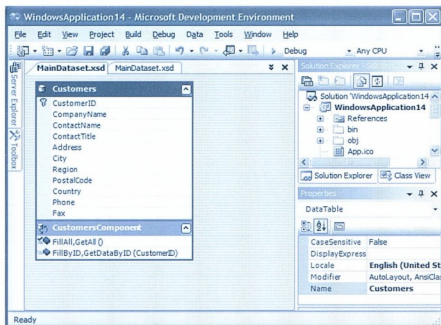 WindowsApplication14 - Microsoft Development Environment
File Edit View Project Build Debug Data Tools Window Help
Debug Any CPU
MainDataset.xsd MainDataset.xsd
Server Explorer
Toolbox
Customers
CustomerID
CompanyName
ContactName
ContactTitle
Address
City
Region
PostalCode
Country
Phone
Fax
CustomersComponent
FillAll,GetAll ()
FillByID,GetDataByID (CustomerID)
Solution Explorer
Solution 'WindowsApplication14
WindowsApplication14
References
bin
obj
App.ico
Solution Explorer Class View
Properties
DataTable
CaseSensitive False
DisplayExpress
Locale English (United St
Modifier AutoLayout, AnsiClas
Name Customers
Ready